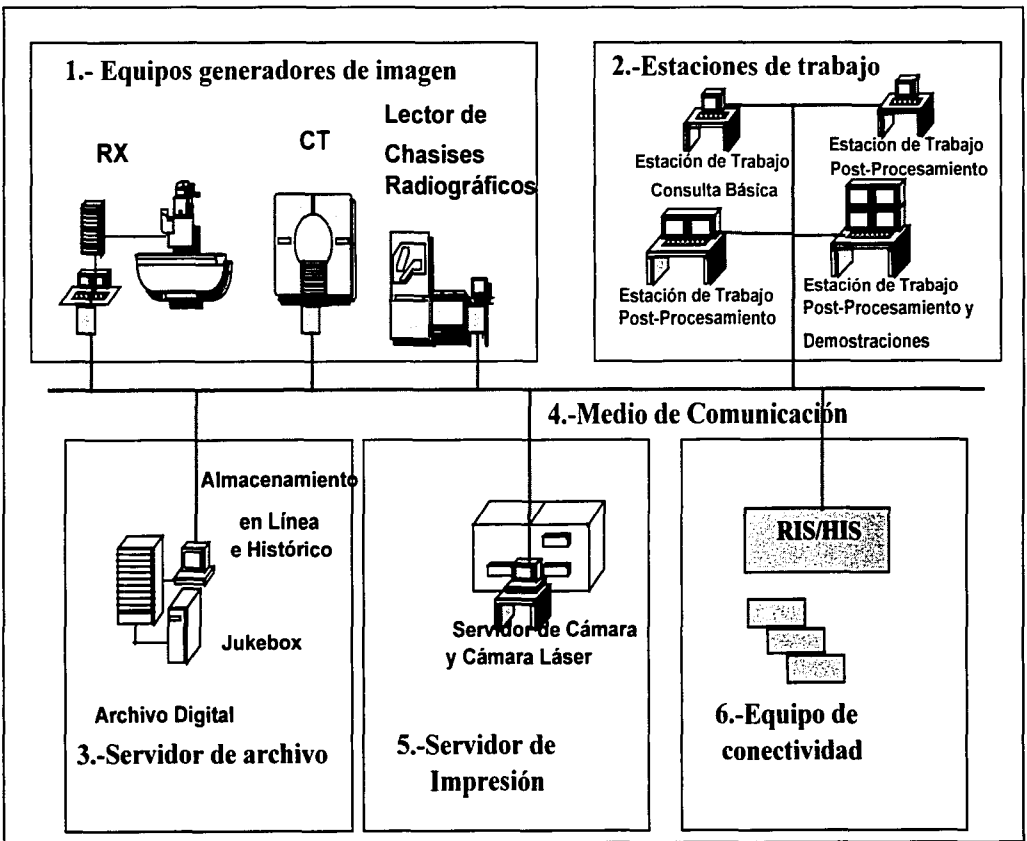 1.- Equipos generadores de imagen
RX
CT
Lector de
Chasises
Radiográficos
2.-Estaciones de trabajo
Estación de Trabajo
Consulta Básica
Estación de Trabajo
Post-Procesamiento
Estación de Trabajo
Post-Procesamiento
Estación de Trabajo
Post-Procesamiento y
Demostraciones
4.-Medio de Comunicación
Almacenamiento
en Línea
e Histórico
Jukebox
Archivo Digital
3.-Servidor de archivo
Servidor de Cámara
y Cámara Láser
5.-Servidor de
Impresión
RIS/HIS
6.-Equipo de
conectividad